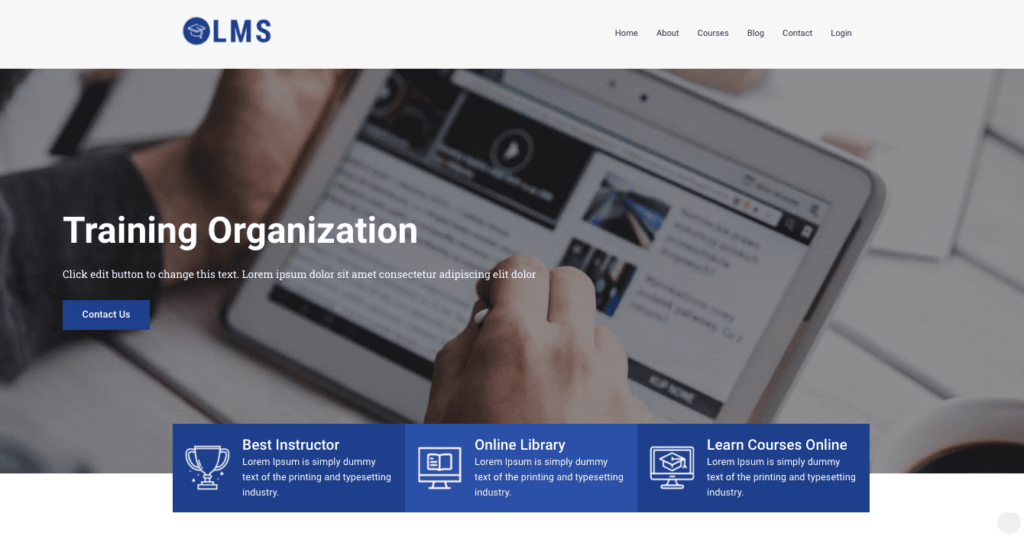 LMS
Home About Courses Blog Contact Login
Training Organization
Click edit button to change this text. Lorem ipsum dolor sit amet consectetur adipiscing elit dolor
Contact Us
Best Instructor
Lorem Ipsum is simply dummy
text of the printing and typesetting
industry.
Online Library
Lorem Ipsum is simply dummy
text of the printing and typesetting
industry.
Learn Courses Online
Lorem Ipsum is simply dummy
text of the printing and typesetting
industry.